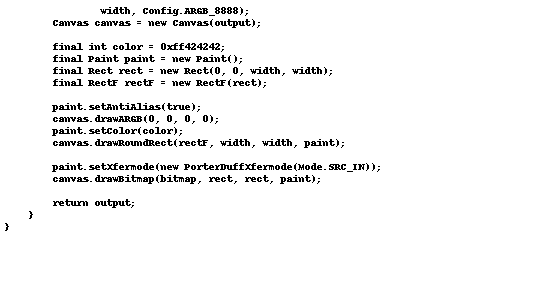 width, Config.ARGB_8888);
Canvas canvas = new Canvas(output);
final int color = 0xff424242;
final Paint paint = new Paint();
final Rect rect = new Rect(0, 0, width, width);
final RectF rectF = new RectF(rect);
paint.setAntiAlias(true);
canvas.drawARGB(0, 0, 0, 0);
paint.setColor(color);
canvas.drawRoundRect(rectF, width, width, paint);
paint.setXfermode(new PorterDuffXfermode(Mode.SRC_IN));
canvas.drawBitmap(bitmap, rect, rect, paint);
return output;
}
}